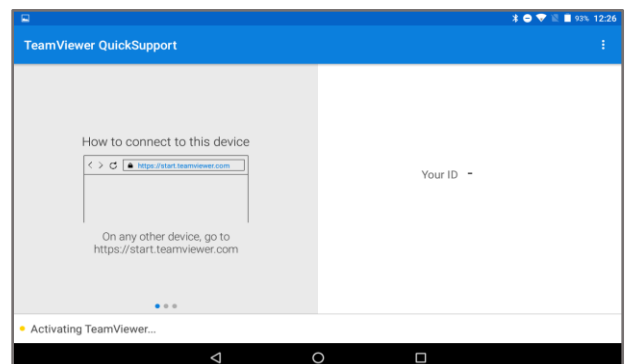 93% 12:26
TeamViewer QuickSupport
How to connect to this device
https://start.teamviewer.com
On any other device, go to
https://start.teamviewer.com
Your ID -
Activating TeamViewer...